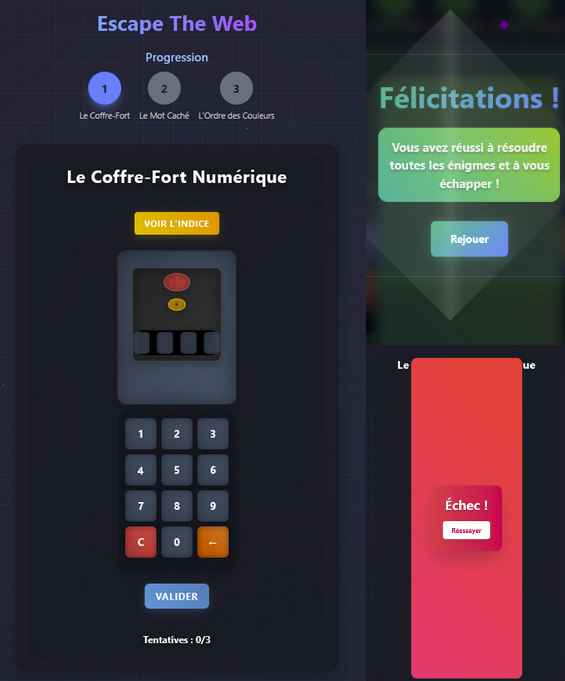 Escape The Web
Progression
1 2 3
Le Coffre-Fort Le Mot Caché L'Ordre des Couleurs
Le Coffre-Fort Numérique
VOIR L'INDICE
1 2 3
4 5 6
7 8 9
C 0 ←
VALIDER
Tentatives : 0/3
Félicitations !
Vous avez réussi à résoudre
toutes les énigmes et à vous
échapper !
Rejouer
Le ue
Échec !
Réessayer